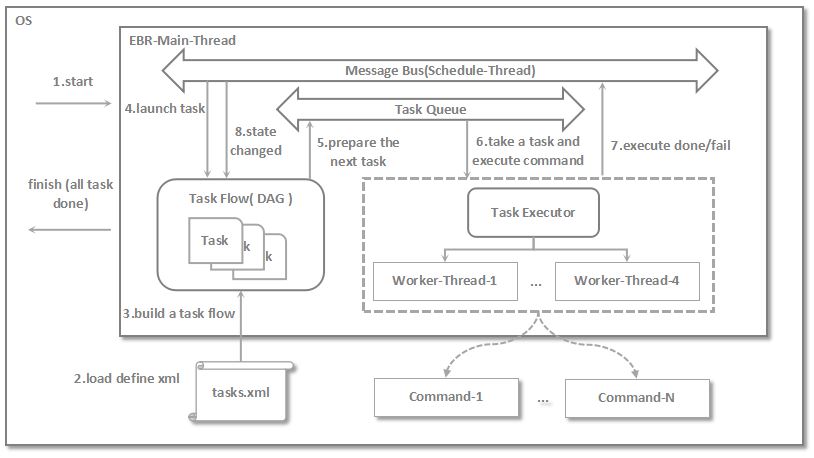 OS
EBR-Main-Thread
Message Bus(Schedule-Thread)
1.start
4.launch task
Task Queue
8.state
changed
5.prepare the
next task
6.take a task and
execute command
7.execute done/fail
finish (all task
done)
Task Flow( DAG )
Task
k
k
Task Executor
Worker-Thread-1
...
Worker-Thread-4
3.build a task flow
2.load define xml
tasks.xml
Command-1
...
Command-N